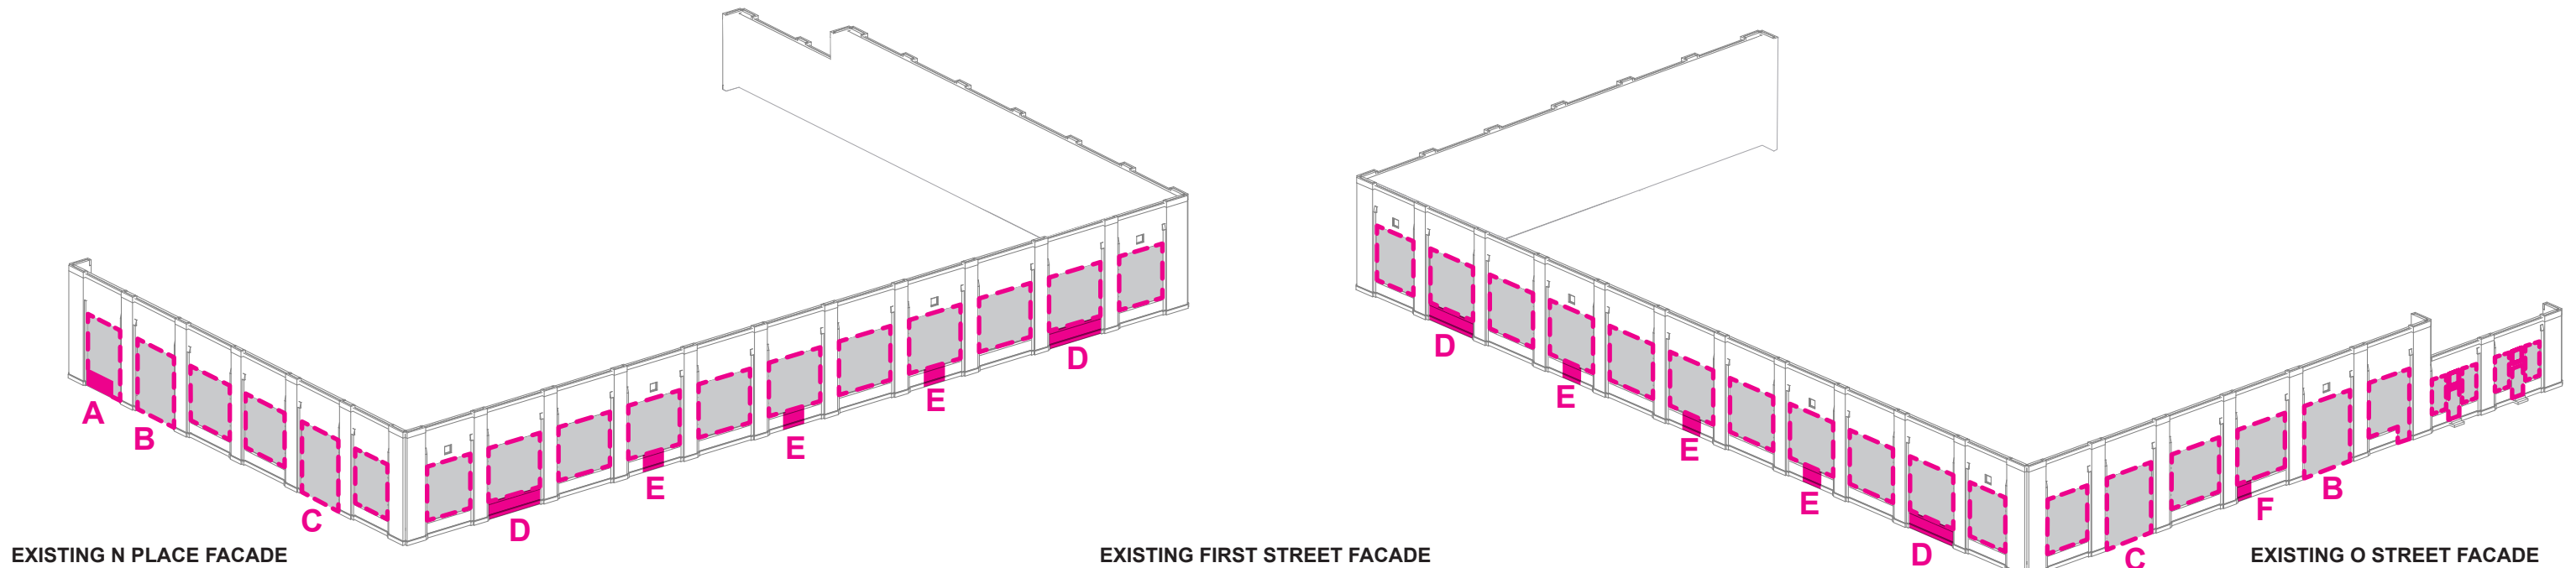 A
B
C
D
E
E
E
D
D
E
E
E
D
C
F
B
EXISTING N PLACE FACADE
EXISTING FIRST STREET FACADE
EXISTING O STREET FACADE